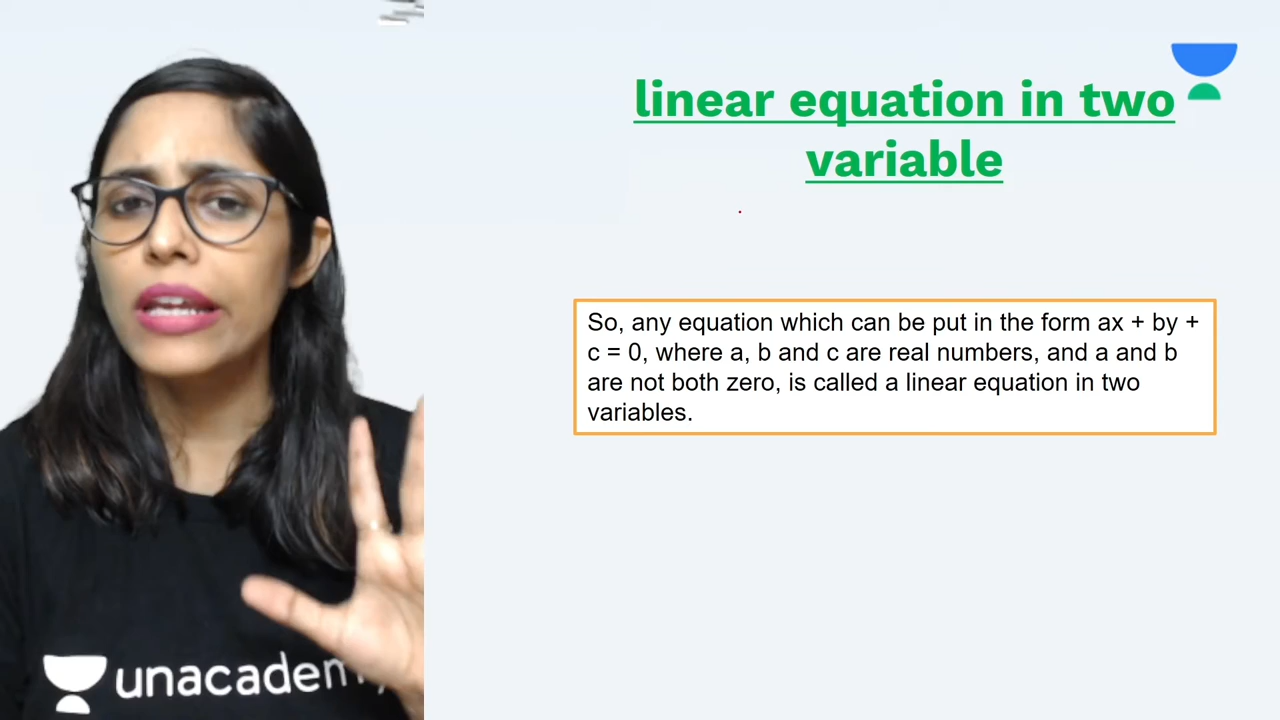 linear equation in two
variable
So, any equation which can be put in the form ax + by +
c = 0, where a, b and c are real numbers, and a and b
are not both zero, is called a linear equation in two
variables.
unacademy